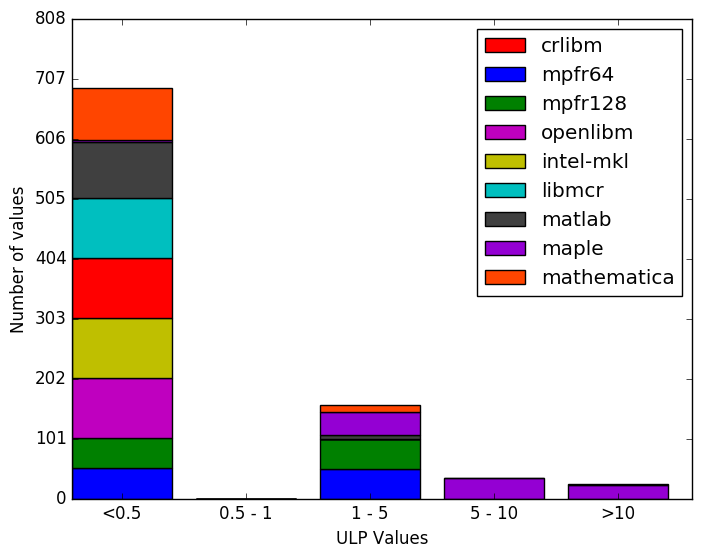 808
707
606
505
404
303
202
101
0
Number of values
<0.5
0.5 - 1
1 - 5
5 - 10
>10
ULP Values
crlibm
mpfr64
mpfr128
openlibm
intel-mkl
libmcr
matlab
maple
mathematica